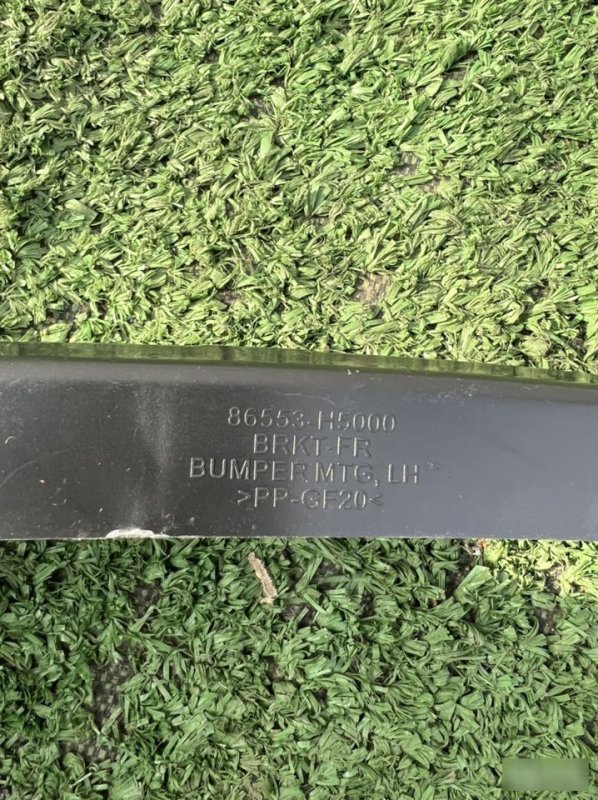 86553-H5000
BRKT-FR
BUMPER MTG, LH
>PP-GF20<